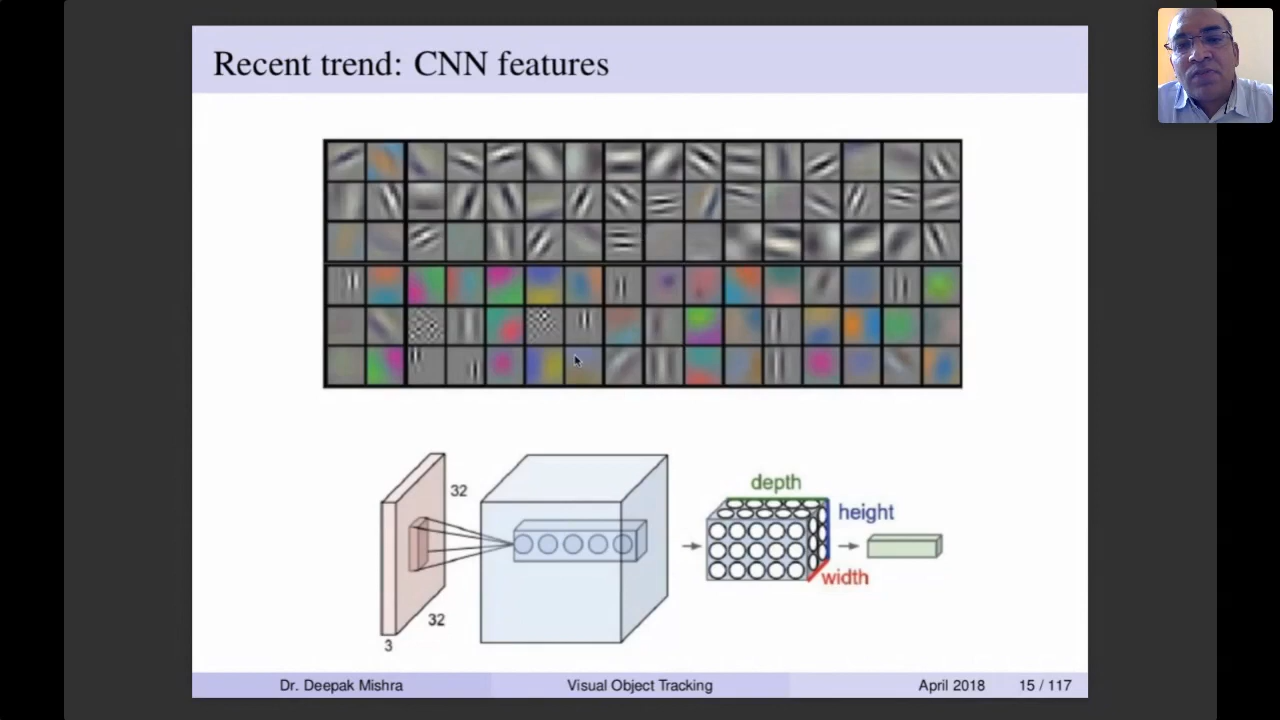 Recent trend: CNN features
32
32
3
depth
height
width
Dr. Deepak Mishra
Visual Object Tracking
April 2018
15 / 117